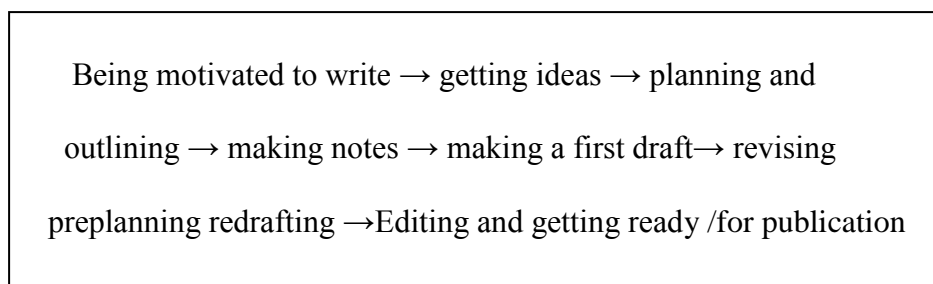 Being motivated to write → getting ideas → planning and
outlining → making notes → making a first draft→ revising
preplanning redrafting →Editing and getting ready /for publication